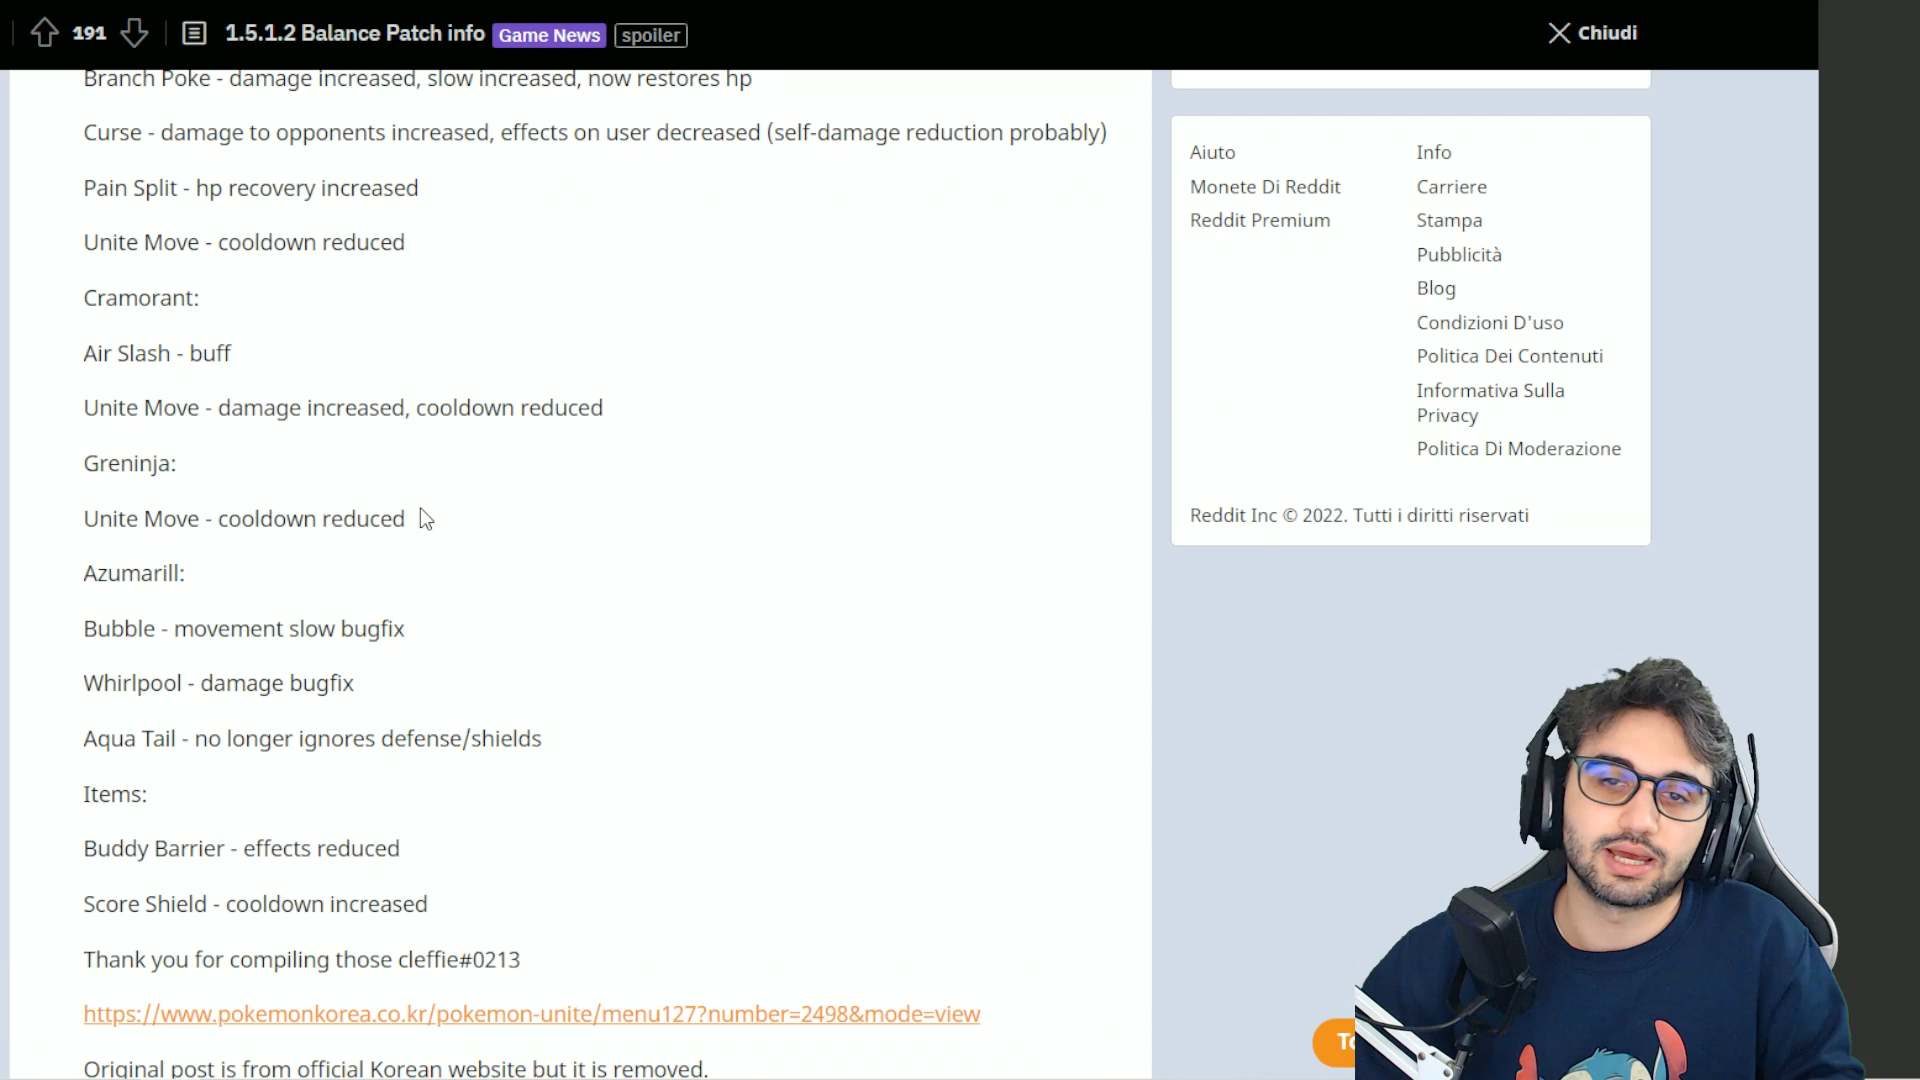 191 1.5.1.2 Balance Patch info Game News spoiler Chiudi
Branch Poke - damage increased, slow increased, now restores hp
Curse - damage to opponents increased, effects on user decreased (self-damage reduction probably)
Pain Split - hp recovery increased
Unite Move - cooldown reduced
Cramorant:
Air Slash - buff
Unite Move - damage increased, cooldown reduced
Greninja:
Unite Move - cooldown reduced
Azumarill:
Bubble - movement slow bugfix
Whirlpool - damage bugfix
Aqua Tail - no longer ignores defense/shields
Items:
Buddy Barrier - effects reduced
Score Shield - cooldown increased
Thank you for compiling those cleffie#0213
https://www.pokemonkorea.co.kr/pokemon-unite/menu127?number=2498&mode=view
Original post is from official Korean website but it is removed.
Aiuto
Monete Di Reddit
Reddit Premium
Info
Carriere
Stampa
Pubblicità
Blog
Condizioni D'uso
Politica Dei Contenuti
Informativa Sulla
Privacy
Politica Di Moderazione
Reddit Inc © 2022. Tutti i diritti riservati